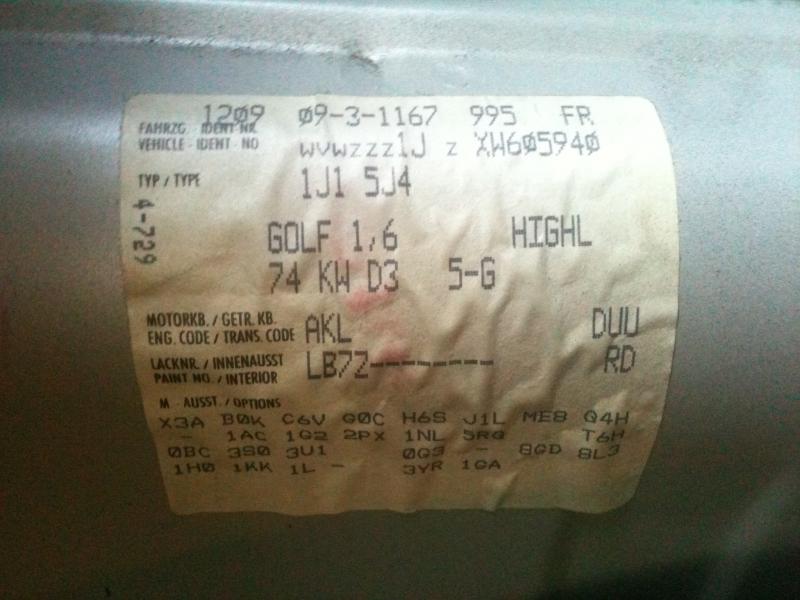 1209 09-3-1167 995 FR
FAHRZG. IDENT-NR.
VEHICLE - IDENT - NO WVWZZZ1J Z XW605940
TYP / TYPE 1J1 5J4
4-729
GOLF 1,6 HIGHL
74 KW D3 5-G
MOTORKB. / GETR. KB.
ENG. CODE / TRANS. CODE AKL DUU
LACKNR. / INNENAUSST
PAINT NO. / INTERIOR LB7Z---------- RD
M - AUSST. / OPTIONS
X3A B0K C6V G0C H6S J1L ME8 Q4H
- 1AC 1G2 2PX 1NL 5RG T6H
0BC 3S0 3U1 0G3 - 8GD 8L3
1H0 1KK 1L - 3YR 1GA